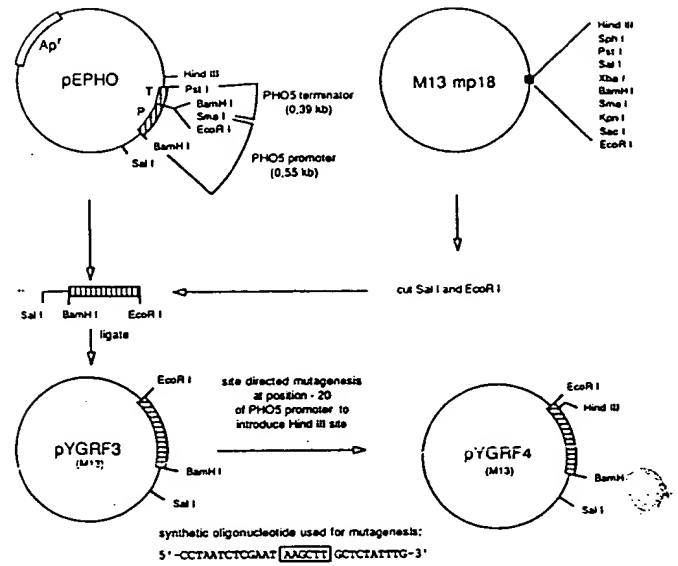 Apr
pEPHO
Hind III
T
Pst I
P
BamH I
Sma I
EcoR I
BamH I
Sal I
PHO5 terminator
(0,39 kb)
PHO5 promoter
(0,55 kb)
M13 mp18
Hind III
Sph I
Pst I
Sal I
Xba I
BamH I
Sma I
Kpn I
Sac I
EcoR I
cut Sal I and EcoR I
Sal I BamH I EcoR I
ligate
EcoR I
pYGRF3
(M13)
BamH I
Sal I
site directed mutagenesis
at position - 20
of PHO5 promoter to
introduce Hind III site
EcoR I
Hind III
pYGRF4
(M13)
BamH
Sal I
synthetic oligonucleotide used for mutagenesis:
5'-CCTAATCTCGAAT AAGCTT GCTCTATTTG-3'